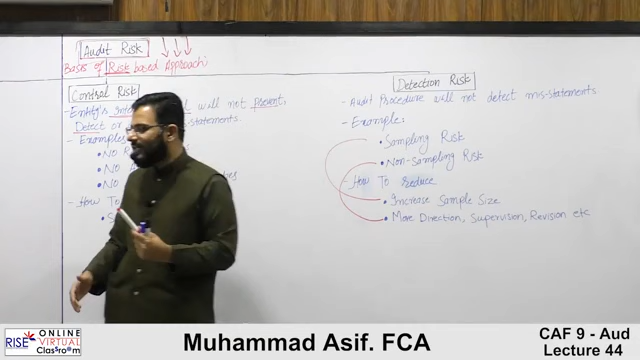 Audit Risk
Basis of Risk based Approach
Control Risk
- Entity's will not prevent,
Detect or mis-statements.
- Examples
• No
• No
• No
- How To
Detection Risk
- Audit Procedure will not detect mis-statements
- Example:
• Sampling Risk
• Non-Sampling Risk
- How To Reduce
• Increase Sample Size
• More Direction, Supervision, Revision etc
RISE ONLINE VIRTUAL Classroom
Muhammad Asif. FCA
CAF 9 - Aud
Lecture 44